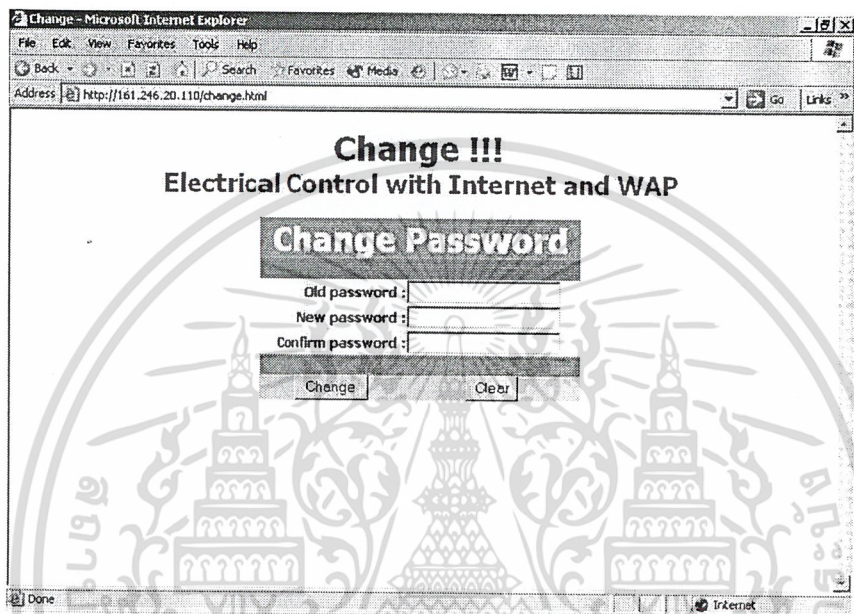 Change - Microsoft Internet Explorer
File Edit View Favorites Tools Help
Back Search Favorites Media
Address http://161.246.20.110/change.html Go Links »
Change !!!
Electrical Control with Internet and WAP
Change Password
Old password :
New password :
Confirm password :
Change Clear
Done Internet